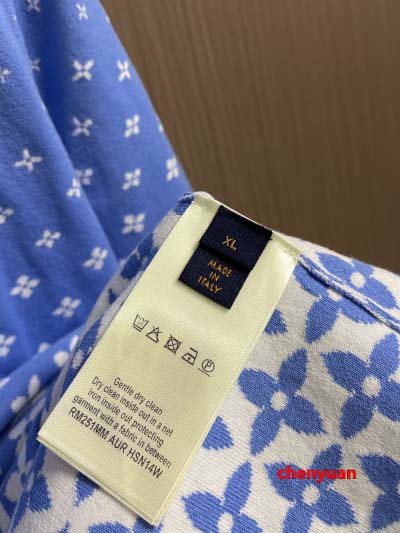 XL
MADE IN
ITALY
Gentle dry clean
Dry clean inside out in a net
Iron inside out protecting
garment with a fabric in between
RM251MM AUR HSN14W
chenyuan